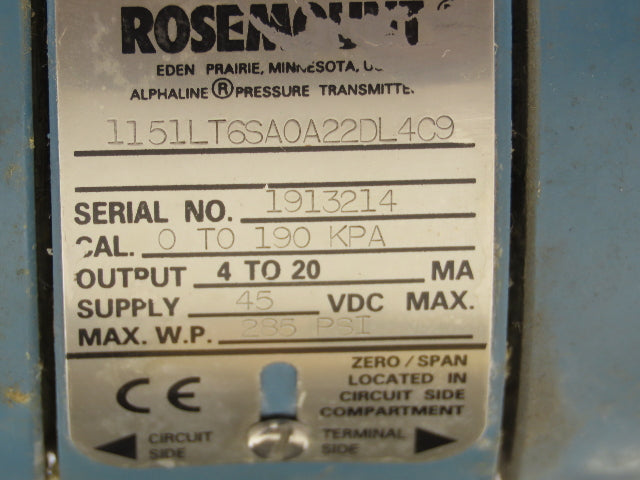 ROSEMOUNT
EDEN PRAIRIE, MINNESOTA,
ALPHALINE ® PRESSURE TRANSMITTE
1151LT6SA0A22DL4C9
SERIAL NO. 1913214
CAL. 0 TO 190 KPA
OUTPUT 4 TO 20 MA
SUPPLY 45 VDC MAX.
MAX. W.P. 285 PSI
ZERO / SPAN
LOCATED IN
CIRCUIT SIDE
COMPARTMENT
CE
CIRCUIT SIDE
TERMINAL SIDE